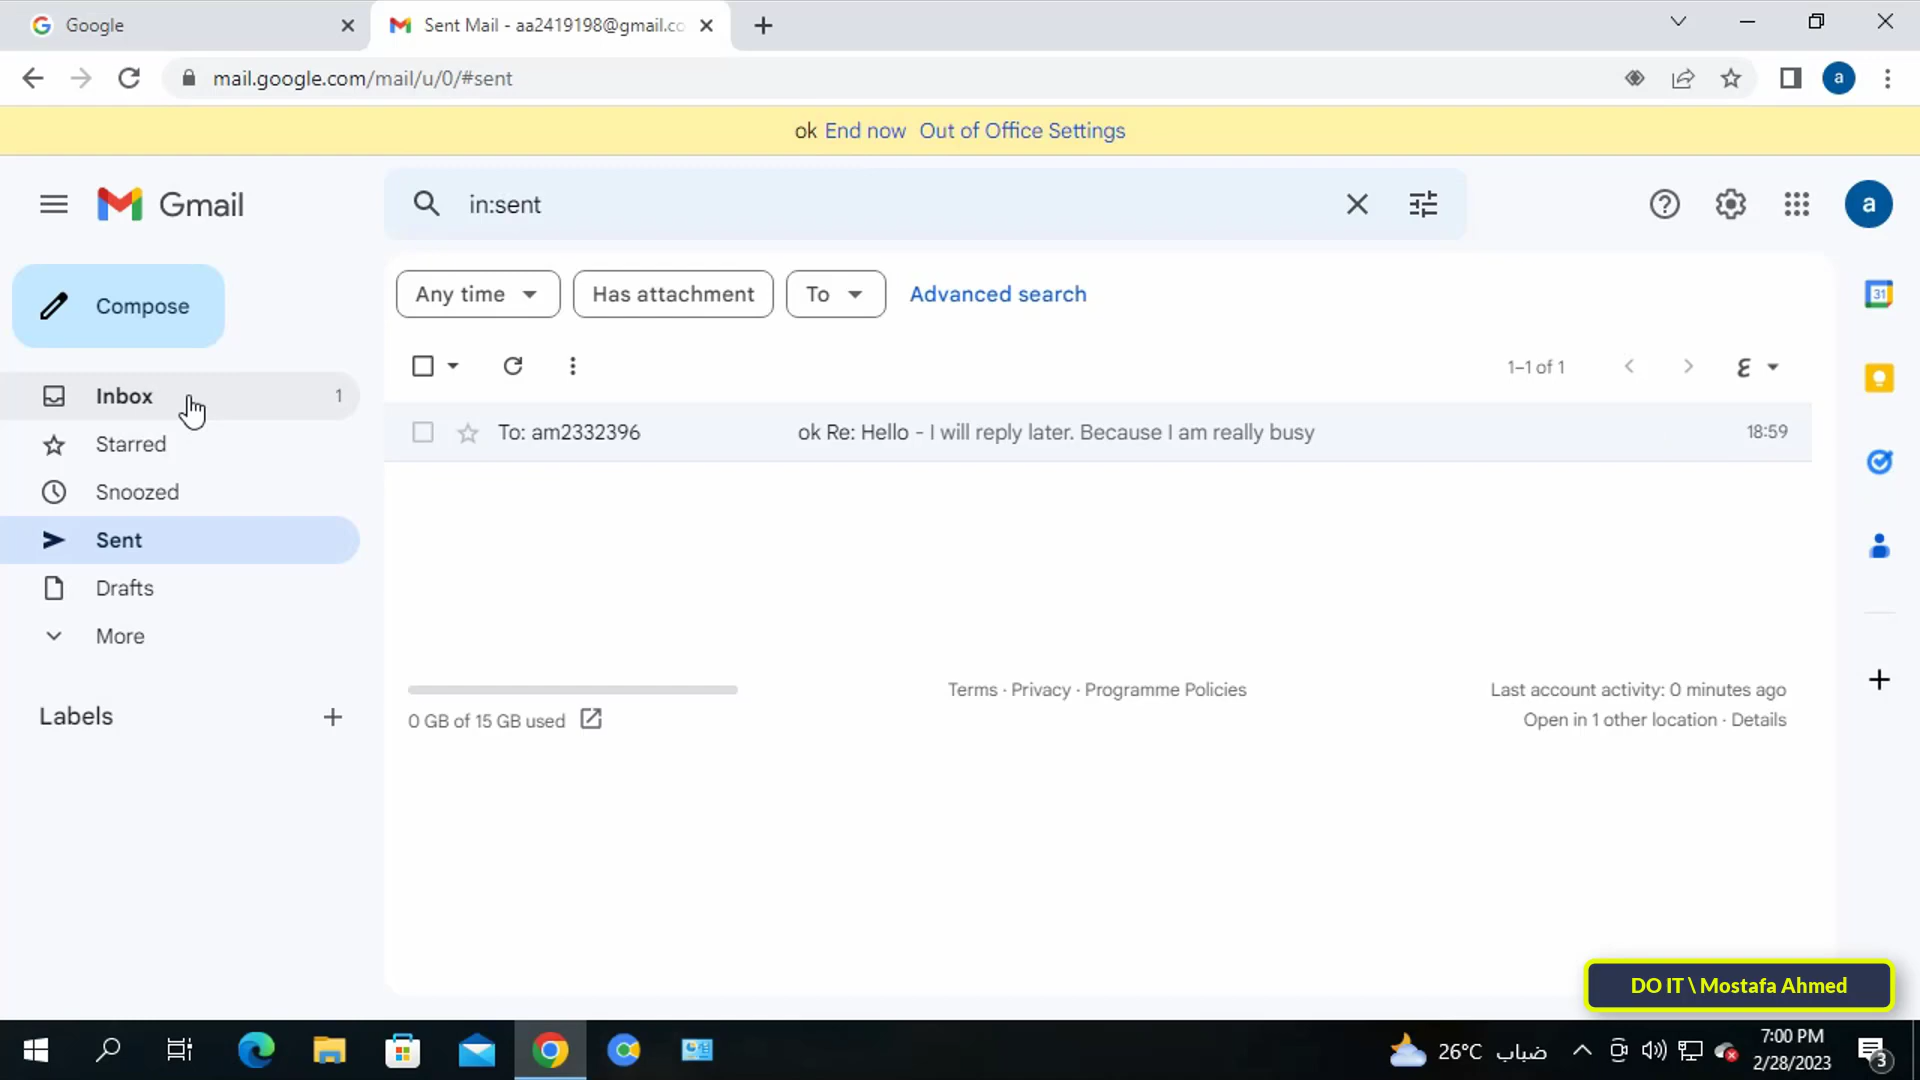 Google
Sent Mail - aa2419198@gmail.co
mail.google.com/mail/u/0/#sent
a
ok End now Out of Office Settings
Gmail
in:sent
a
Compose
Any time
Has attachment
To
Advanced search
31
1–1 of 1
ع
Inbox 1
To: am2332396 ok Re: Hello - I will reply later. Because I am really busy 18:59
Starred
Snoozed
Sent
Drafts
More
Labels
0 GB of 15 GB used
Terms · Privacy · Programme Policies
Last account activity: 0 minutes ago
Open in 1 other location · Details
DO IT \ Mostafa Ahmed
26°C ضباب
7:00 PM
2/28/2023
3